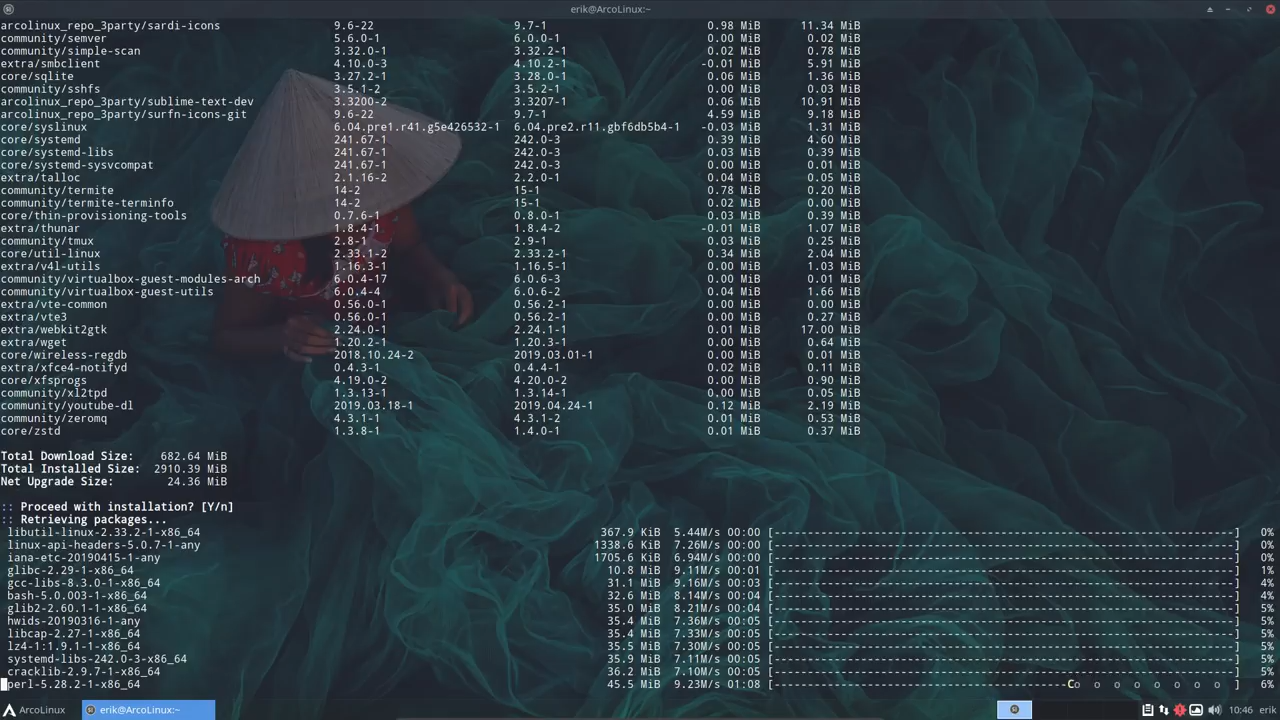 erik@ArcoLinux:~
arcolinux_repo_3party/sardi-icons 9.6-22 9.7-1 0.98 MiB 11.34 MiB
community/semver 5.6.0-1 6.0.0-1 0.00 MiB 0.02 MiB
community/simple-scan 3.32.0-1 3.32.2-1 0.02 MiB 0.78 MiB
extra/smbclient 4.10.0-3 4.10.2-1 -0.01 MiB 5.91 MiB
core/sqlite 3.27.2-1 3.28.0-1 0.06 MiB 1.36 MiB
community/sshfs 3.5.1-2 3.5.2-1 0.00 MiB 0.03 MiB
arcolinux_repo_3party/sublime-text-dev 3.3200-2 3.3207-1 0.06 MiB 10.91 MiB
arcolinux_repo_3party/surfn-icons-git 9.6-22 9.7-1 4.59 MiB 9.18 MiB
core/syslinux 6.04.pre1.r41.g5e426532-1 6.04.pre2.r11.gbf6db5b4-1 -0.03 MiB 1.31 MiB
core/systemd 241.67-1 242.0-3 0.39 MiB 4.60 MiB
core/systemd-libs 241.67-1 242.0-3 0.03 MiB 0.39 MiB
core/systemd-sysvcompat 241.67-1 242.0-3 0.00 MiB 0.01 MiB
extra/talloc 2.1.16-2 2.2.0-1 0.04 MiB 0.05 MiB
community/termite 14-2 15-1 0.78 MiB 0.20 MiB
community/termite-terminfo 14-2 15-1 0.02 MiB 0.00 MiB
core/thin-provisioning-tools 0.7.6-1 0.8.0-1 0.03 MiB 0.39 MiB
extra/thunar 1.8.4-1 1.8.4-2 -0.01 MiB 1.07 MiB
community/tmux 2.8-1 2.9-1 0.03 MiB 0.25 MiB
core/util-linux 2.33.1-2 2.33.2-1 0.34 MiB 2.04 MiB
extra/v4l-utils 1.16.3-1 1.16.5-1 0.00 MiB 1.03 MiB
community/virtualbox-guest-modules-arch 6.0.4-17 6.0.6-3 0.00 MiB 0.01 MiB
community/virtualbox-guest-utils 6.0.4-4 6.0.6-2 0.04 MiB 1.66 MiB
extra/vte-common 0.56.0-1 0.56.2-1 0.00 MiB 0.00 MiB
extra/vte3 0.56.0-1 0.56.2-1 0.00 MiB 0.27 MiB
extra/webkit2gtk 2.24.0-1 2.24.1-1 0.01 MiB 17.00 MiB
extra/wget 1.20.2-1 1.20.3-1 0.00 MiB 0.64 MiB
core/wireless-regdb 2018.10.24-2 2019.03.01-1 0.00 MiB 0.01 MiB
extra/xfce4-notifyd 0.4.3-1 0.4.4-1 0.02 MiB 0.11 MiB
core/xfsprogs 4.19.0-2 4.20.0-2 0.00 MiB 0.90 MiB
community/xl2tpd 1.3.13-1 1.3.14-1 0.00 MiB 0.05 MiB
community/youtube-dl 2019.03.18-1 2019.04.24-1 0.12 MiB 2.19 MiB
community/zeromq 4.3.1-1 4.3.1-2 0.01 MiB 0.53 MiB
core/zstd 1.3.8-1 1.4.0-1 0.01 MiB 0.37 MiB
Total Download Size: 682.64 MiB
Total Installed Size: 2910.39 MiB
Net Upgrade Size: 24.36 MiB
:: Proceed with installation? [Y/n]
:: Retrieving packages...
libutil-linux-2.33.2-1-x86_64 367.9 KiB 5.44M/s 00:00 [----------------------------------------------------------------------] 0%
linux-api-headers-5.0.7-1-any 1338.6 KiB 7.26M/s 00:00 [----------------------------------------------------------------------] 0%
iana-etc-20190415-1-any 1705.6 KiB 6.94M/s 00:00 [----------------------------------------------------------------------] 0%
glibc-2.29-1-x86_64 10.8 MiB 9.11M/s 00:01 [----------------------------------------------------------------------] 1%
gcc-libs-8.3.0-1-x86_64 31.1 MiB 9.16M/s 00:03 [----------------------------------------------------------------------] 4%
bash-5.0.003-1-x86_64 32.6 MiB 8.14M/s 00:04 [----------------------------------------------------------------------] 4%
glib2-2.60.1-1-x86_64 35.0 MiB 8.21M/s 00:04 [----------------------------------------------------------------------] 5%
hwids-20190316-1-any 35.4 MiB 7.36M/s 00:05 [----------------------------------------------------------------------] 5%
libcap-2.27-1-x86_64 35.4 MiB 7.33M/s 00:05 [----------------------------------------------------------------------] 5%
lz4-1:1.9.1-1-x86_64 35.5 MiB 7.30M/s 00:05 [----------------------------------------------------------------------] 5%
systemd-libs-242.0-3-x86_64 35.9 MiB 7.11M/s 00:05 [----------------------------------------------------------------------] 5%
cracklib-2.9.7-1-x86_64 36.2 MiB 7.10M/s 00:05 [----------------------------------------------------------------------] 5%
perl-5.28.2-1-x86_64 45.5 MiB 9.23M/s 01:08 [---------------------------------------------Co o o o o o o o ] 6%
ArcoLinux erik@ArcoLinux:~ 10:46 erik